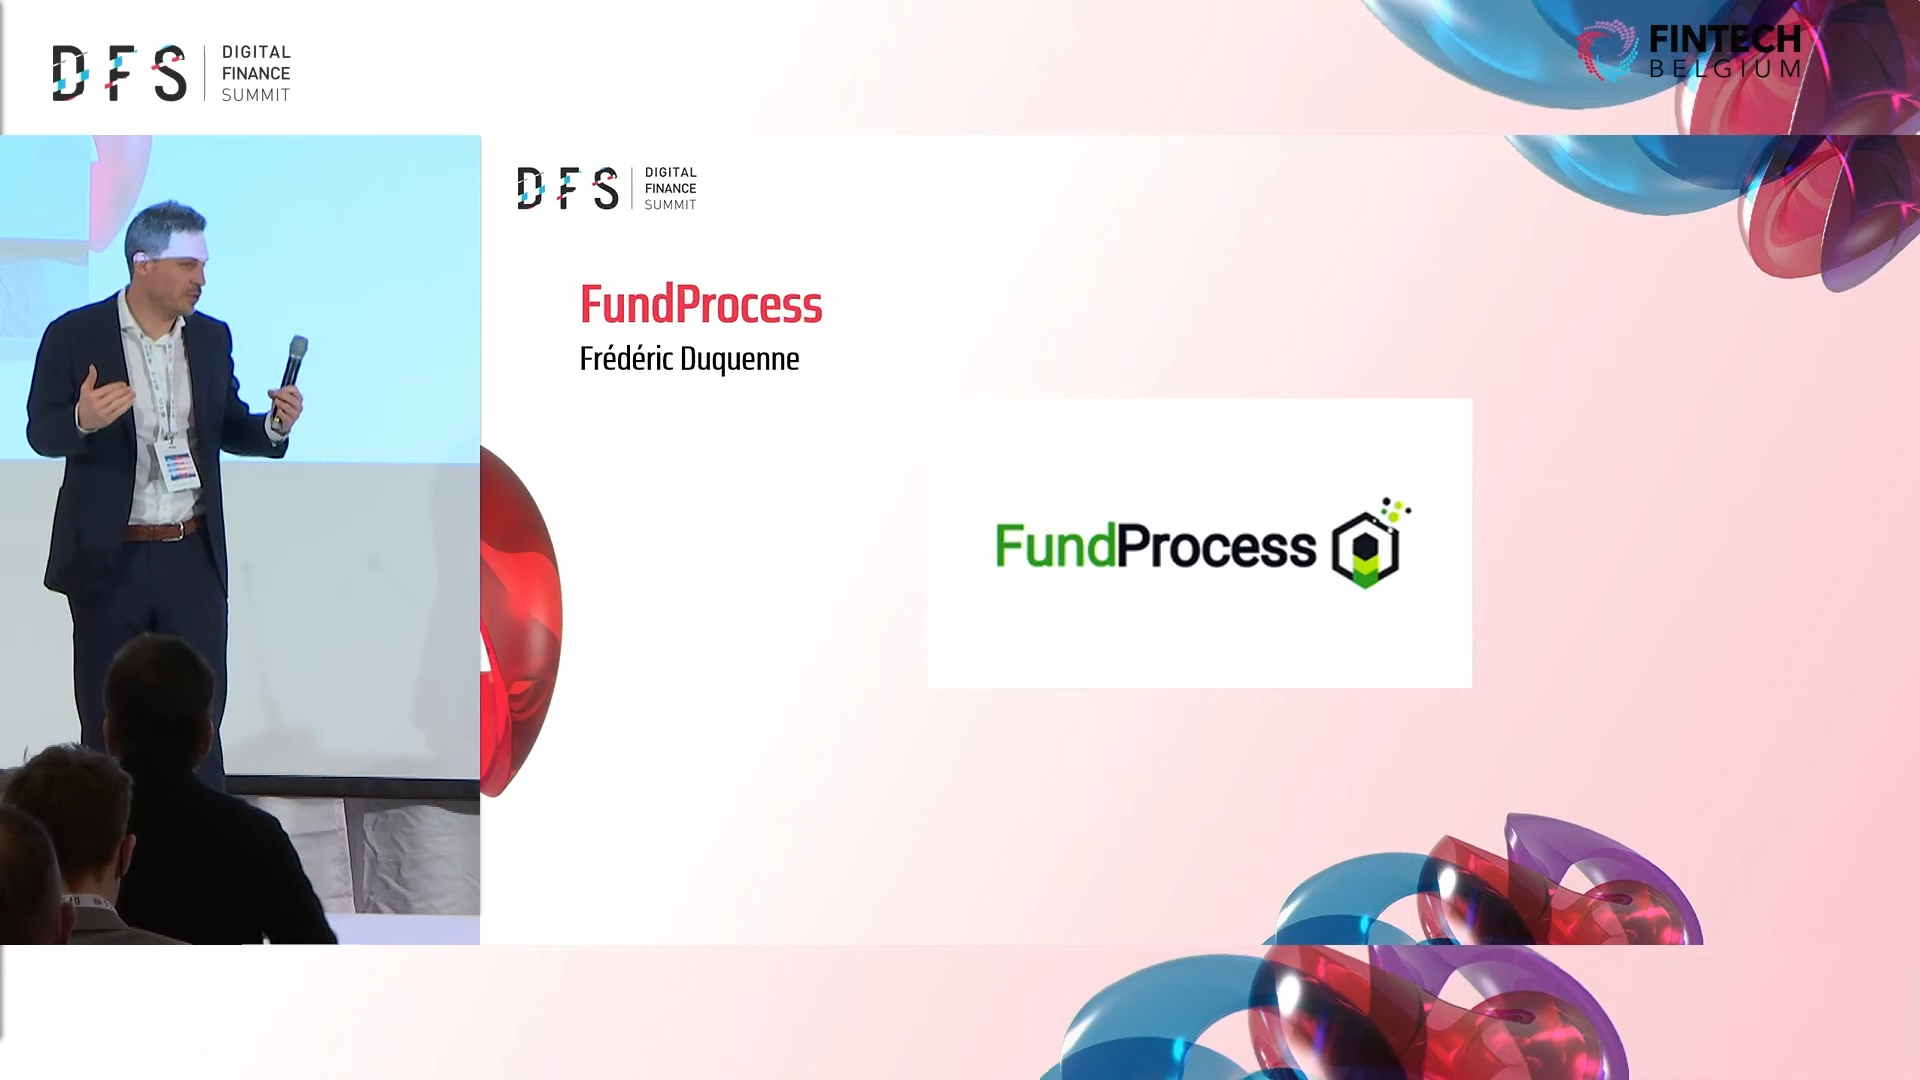 DFS
DIGITAL
FINANCE
SUMMIT
FINTECH
BELGIUM
DFS
DIGITAL
FINANCE
SUMMIT
FundProcess
Frédéric Duquenne
FundProcess